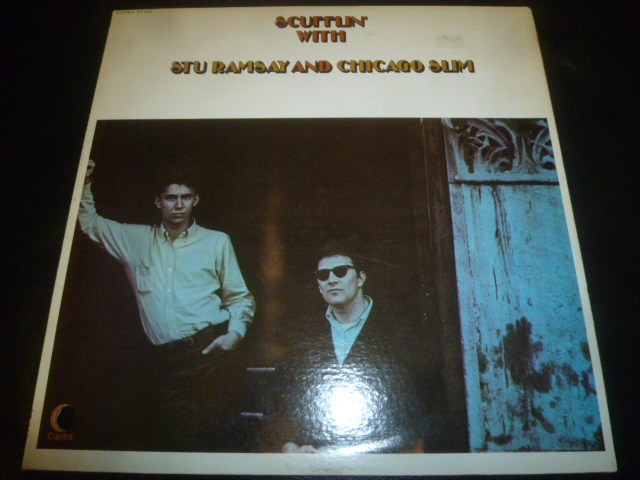 SCUFFLIN'
WITH
STU RAMSAY AND CHICAGO SLIM
Capitol